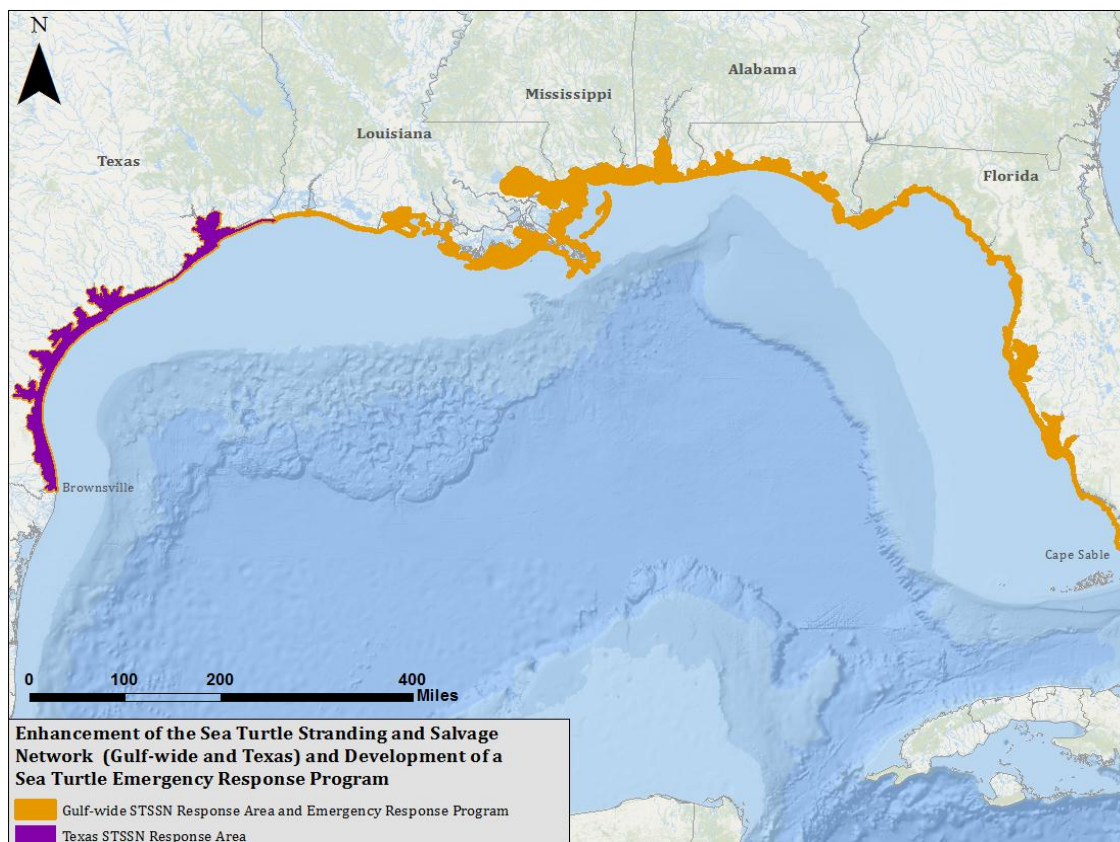 N
Alabama
Mississippi
Louisiana
Texas
Florida
Brownsville
Cape Sable
0 100 200 400
Miles
Enhancement of the Sea Turtle Stranding and Salvage
Network (Gulf-wide and Texas) and Development of a
Sea Turtle Emergency Response Program
Gulf-wide STSSN Response Area and Emergency Response Program
Texas STSSN Response Area